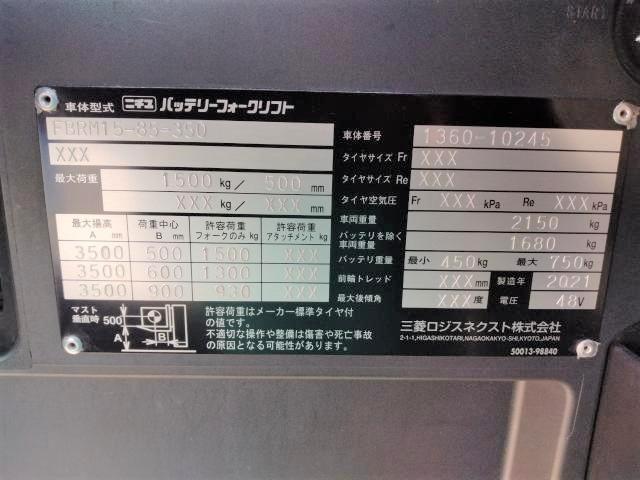 START
車体型式 ニチユ バッテリーフォークリフト
FBRM15-85-350
XXX
最大荷重 1500 kg/ 500 mm
XXX kg/ XXX mm
最大揚高 A mm 荷重中心 B mm 許容荷重 フォークのみ kg 許容荷重 アタッチメント kg
3500 500 1500 XXX
3500 600 1300 XXX
3500 900 930 XXX
マスト垂直時 500 A B
許容荷重はメーカー標準タイヤ付
の値です。
不適切な操作や整備は傷害や死亡事故
の原因となる可能性があります。
車体番号 1360-10245
タイヤサイズ Fr XXX
タイヤサイズ Re XXX
タイヤ空気圧 Fr XXX kPa Re XXX kPa
車両重量 2150 kg
バッテリを除く
車両重量 1680 kg
バッテリ重量 最小 450 kg 最大 750 kg
前輪トレッド XXX mm 製造年 2021
最大後傾角 XXX 度 電圧 48 V
三菱ロジスネクスト株式会社
2-1-1,HIGASHIKOTARI,NAGAOKAKYO-SHI,KYOTO,JAPAN
50013-98840